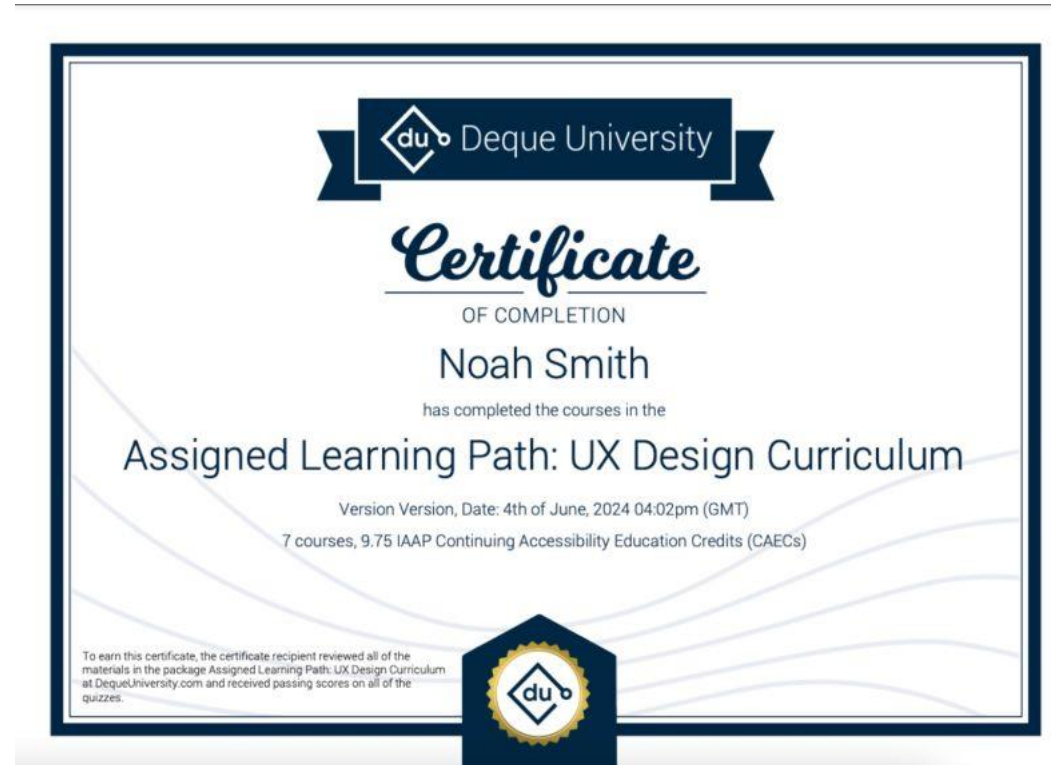 du Deque University
Certificate
OF COMPLETION
Noah Smith
has completed the courses in the
Assigned Learning Path: UX Design Curriculum
Version Version, Date: 4th of June, 2024 04:02pm (GMT)
7 courses, 9.75 IAAP Continuing Accessibility Education Credits (CAECs)
To earn this certificate, the certificate recipient reviewed all of the
materials in the package Assigned Learning Path: UX Design Curriculum
at DequeUniversity.com and received passing scores on all of the
quizzes.
du